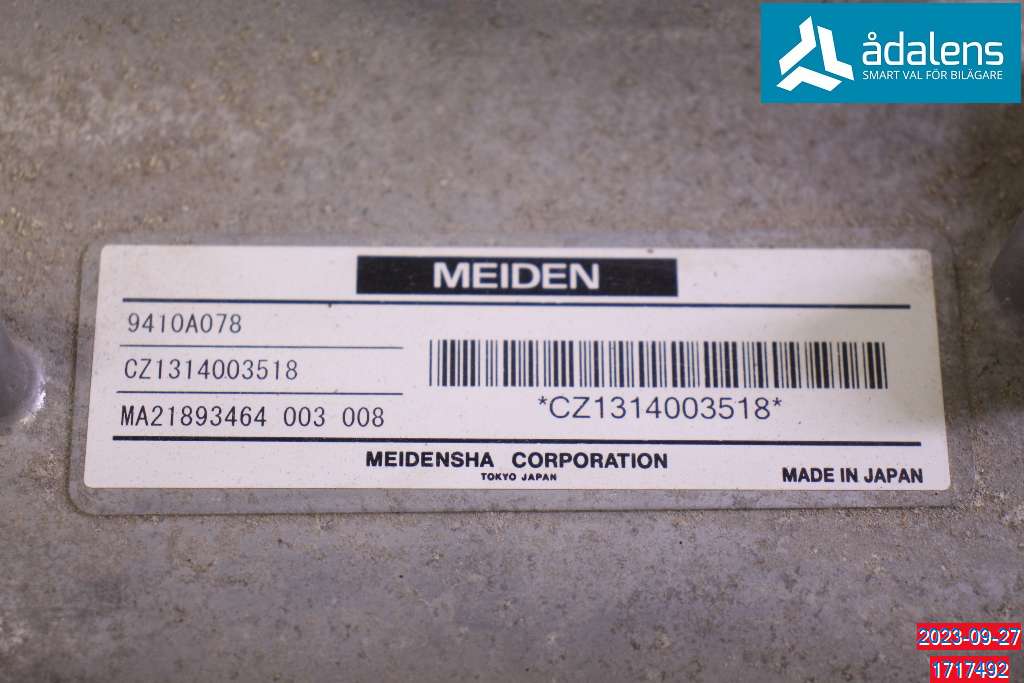 ådalens
SMART VAL FÖR BILÄGARE
MEIDEN
9410A078
CZ1314003518
MA21893464 003 008
*CZ1314003518*
MEIDENSHA CORPORATION
TOKYO JAPAN
MADE IN JAPAN
2023-09-27
1717492